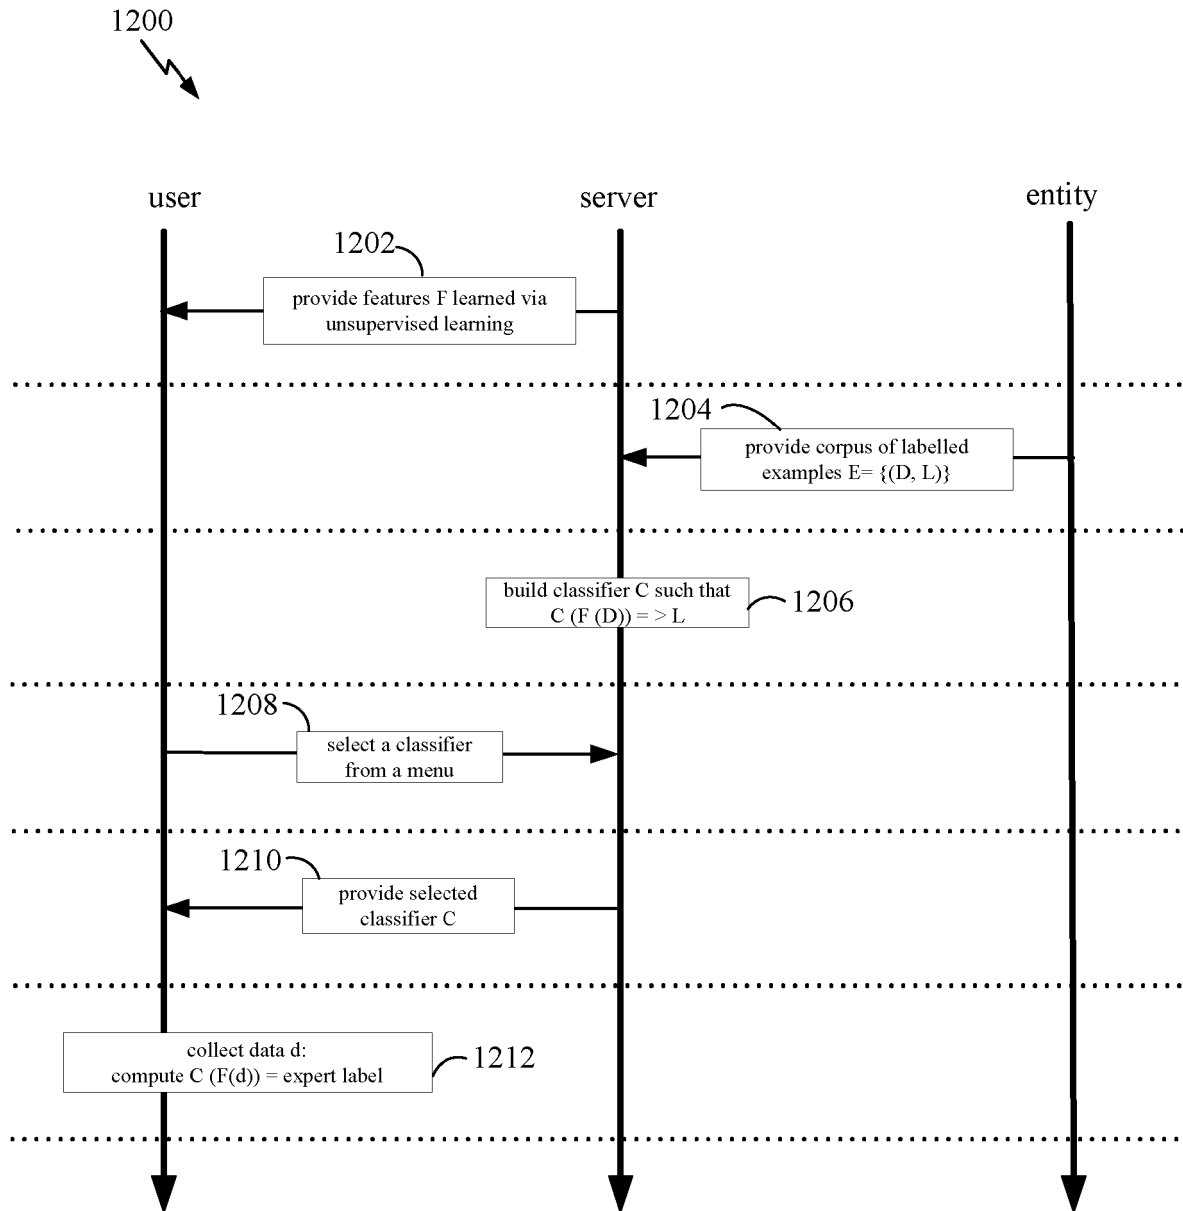 1200
user
server
entity
1202
provide features F learned via
unsupervised learning
1204
provide corpus of labelled
examples E= {(D, L)}
build classifier C such that
C (F (D)) = > L
1206
1208
select a classifier
from a menu
1210
provide selected
classifier C
collect data d:
compute C (F(d)) = expert label
1212